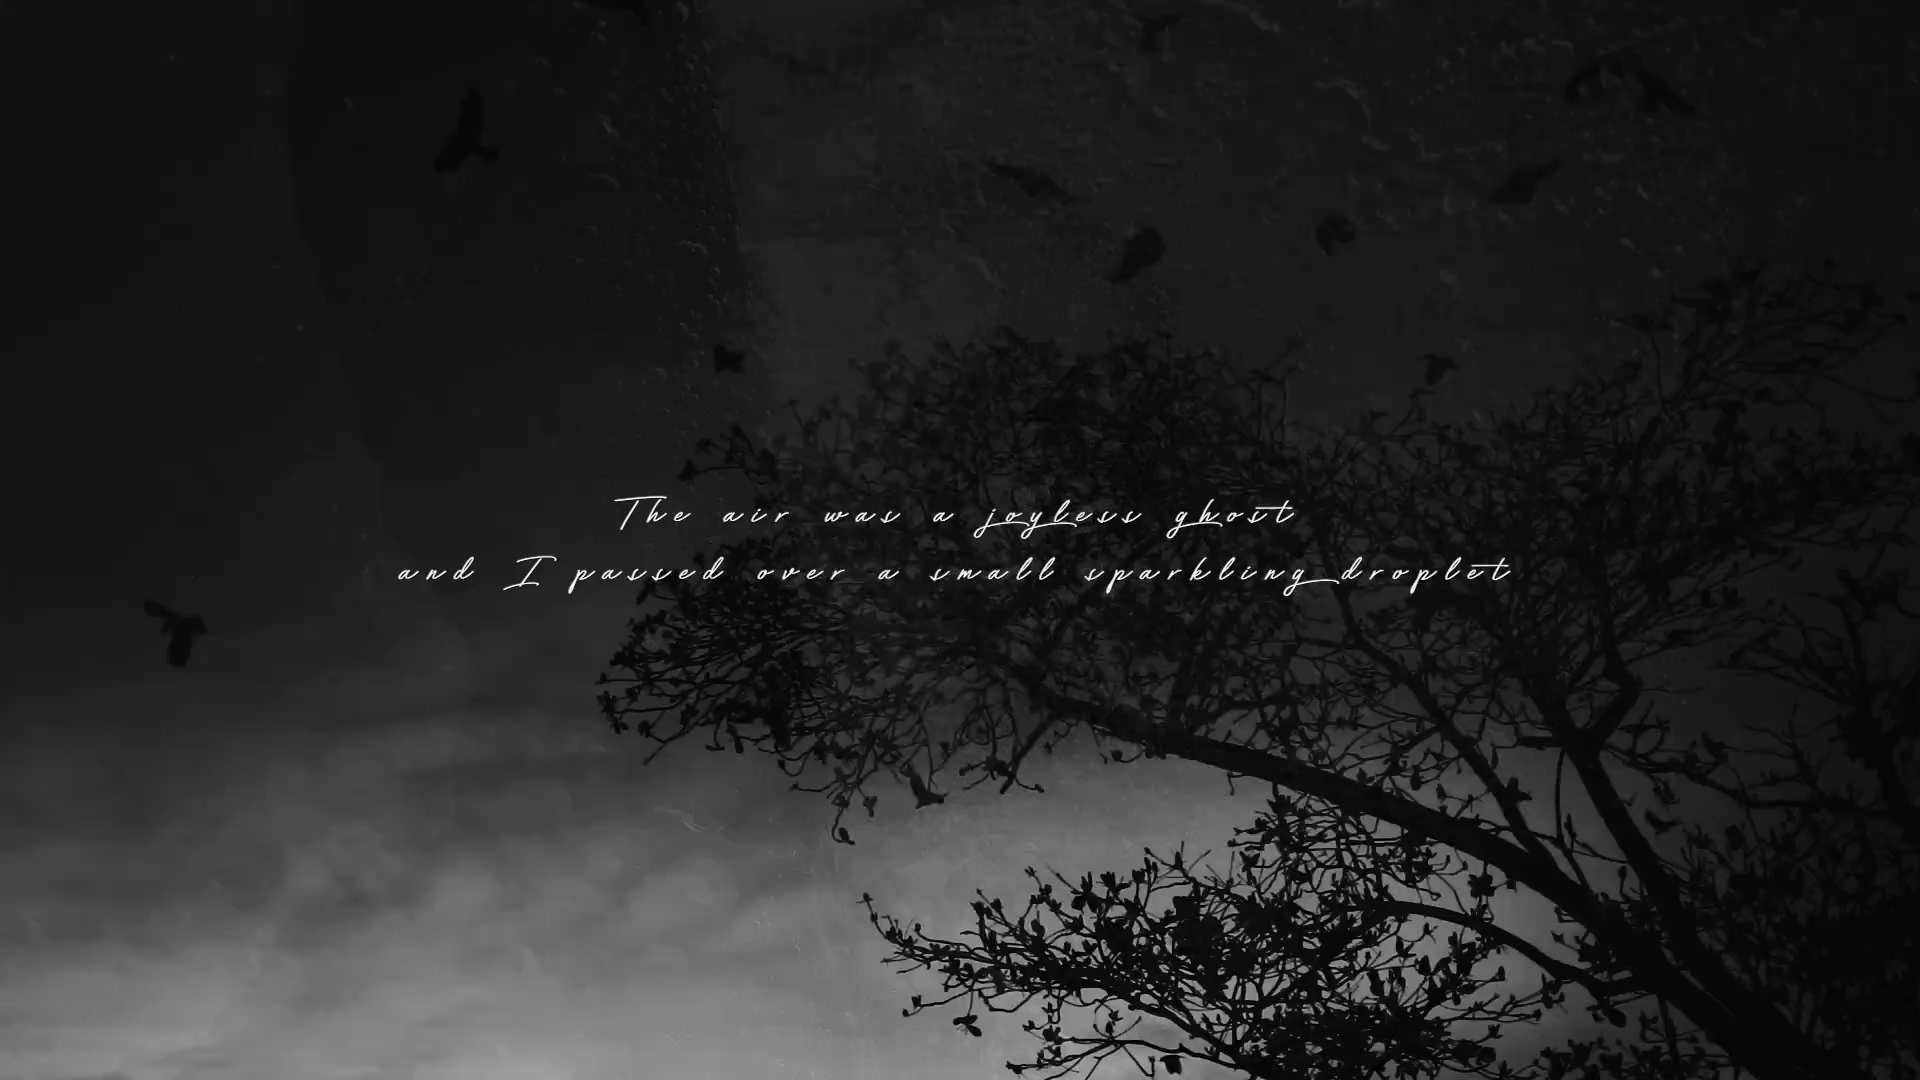 The air was a joyless ghost
and I passed over a small sparkling droplet